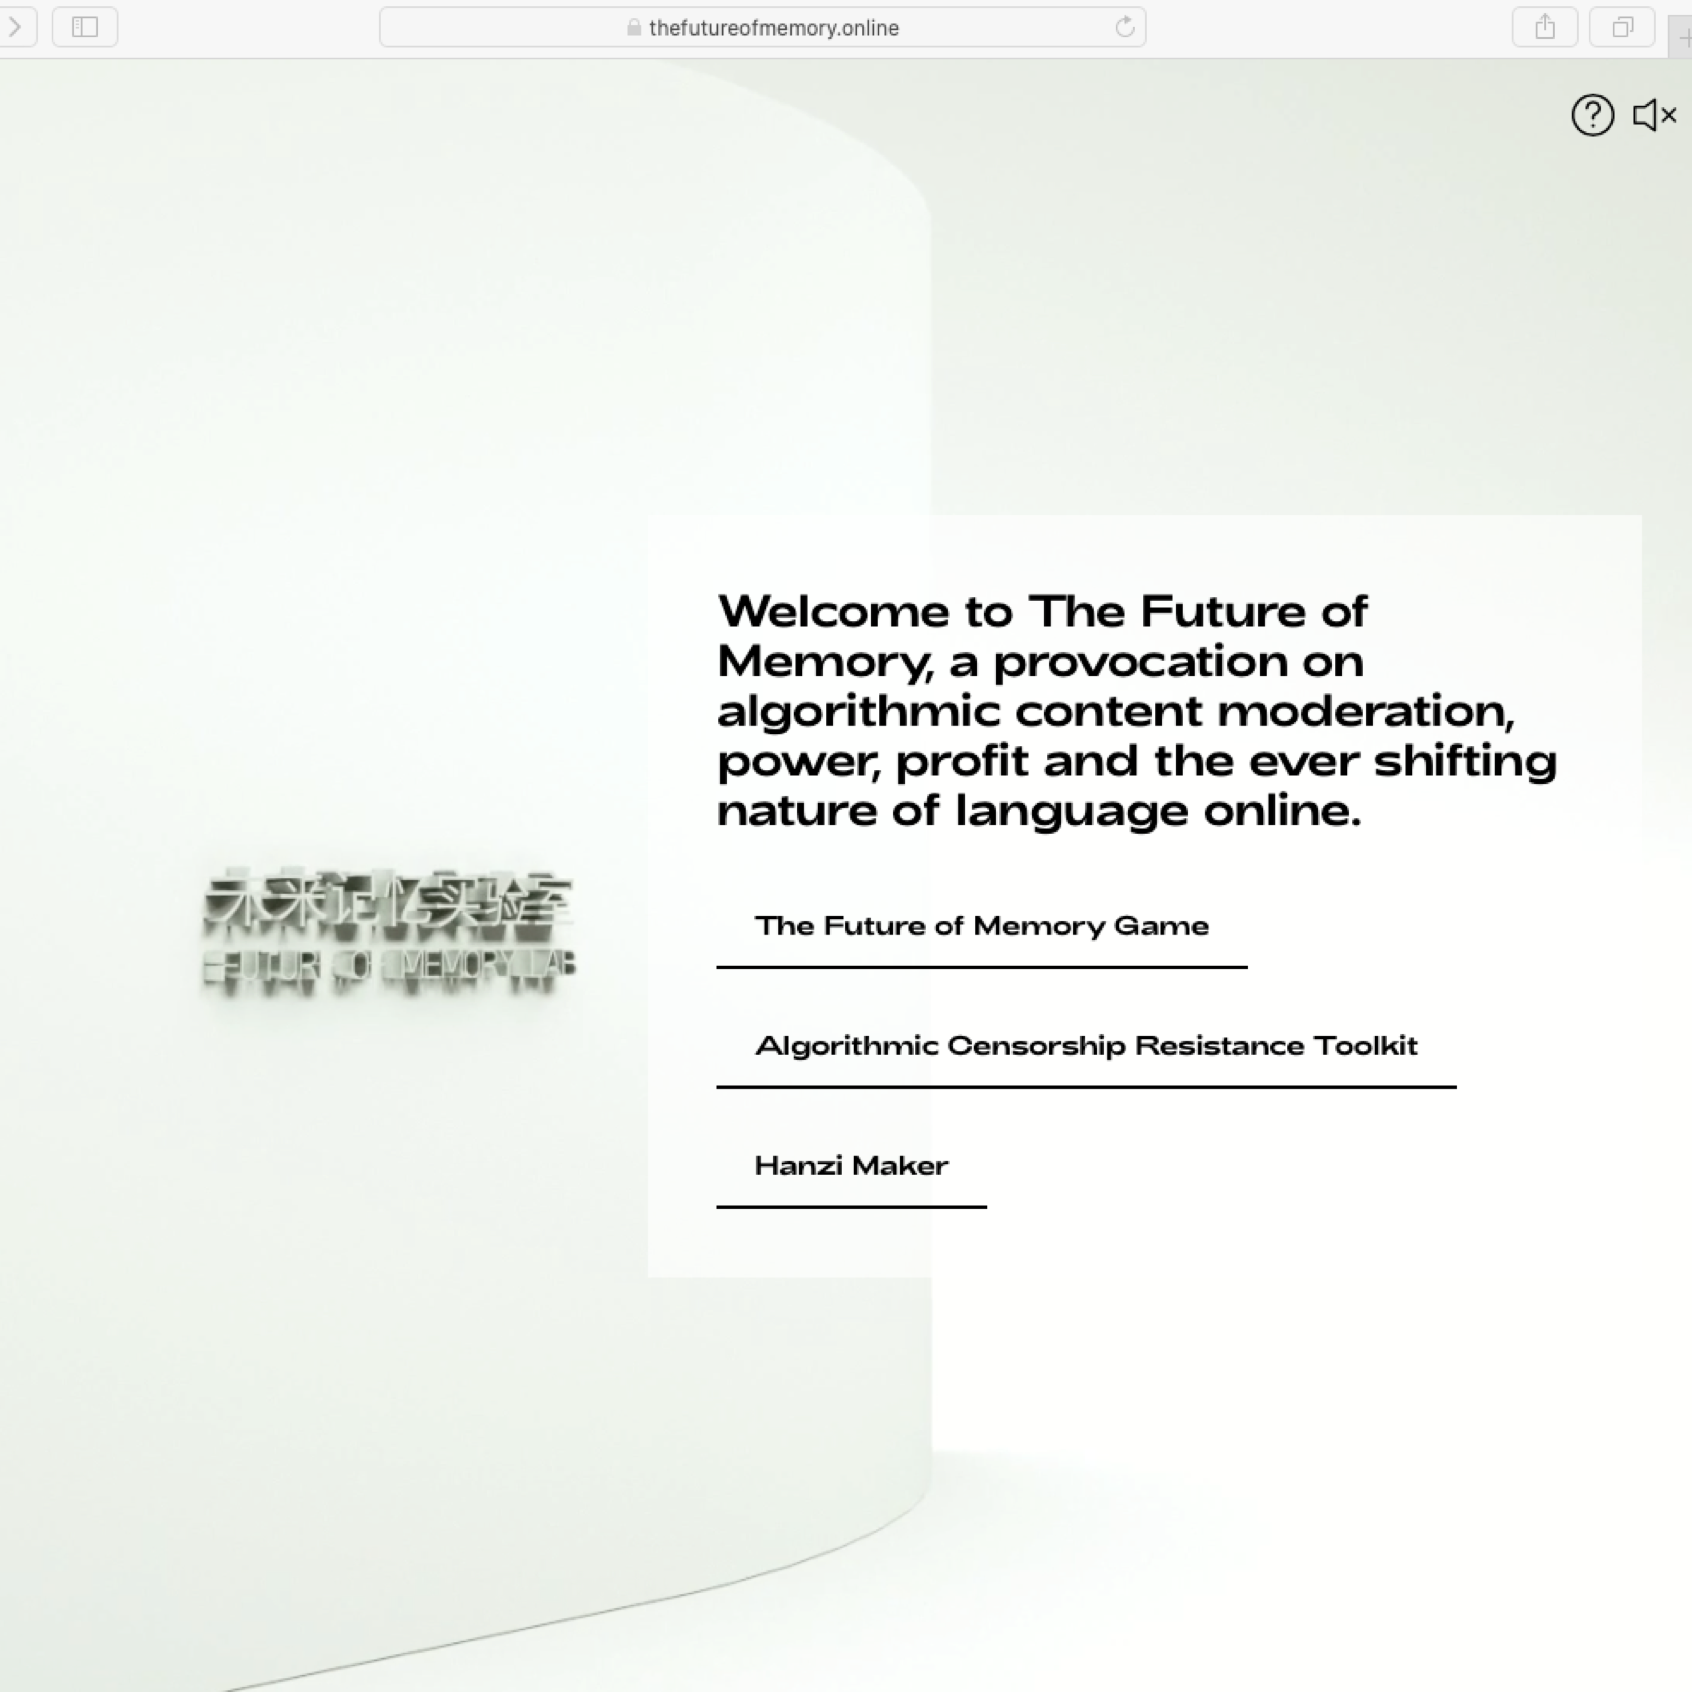 thefutureofmemory.online
未来记忆实验室
FUTURE OF MEMORY LAB
Welcome to The Future of
Memory, a provocation on
algorithmic content moderation,
power, profit and the ever shifting
nature of language online.
The Future of Memory Game
Algorithmic Censorship Resistance Toolkit
Hanzi Maker